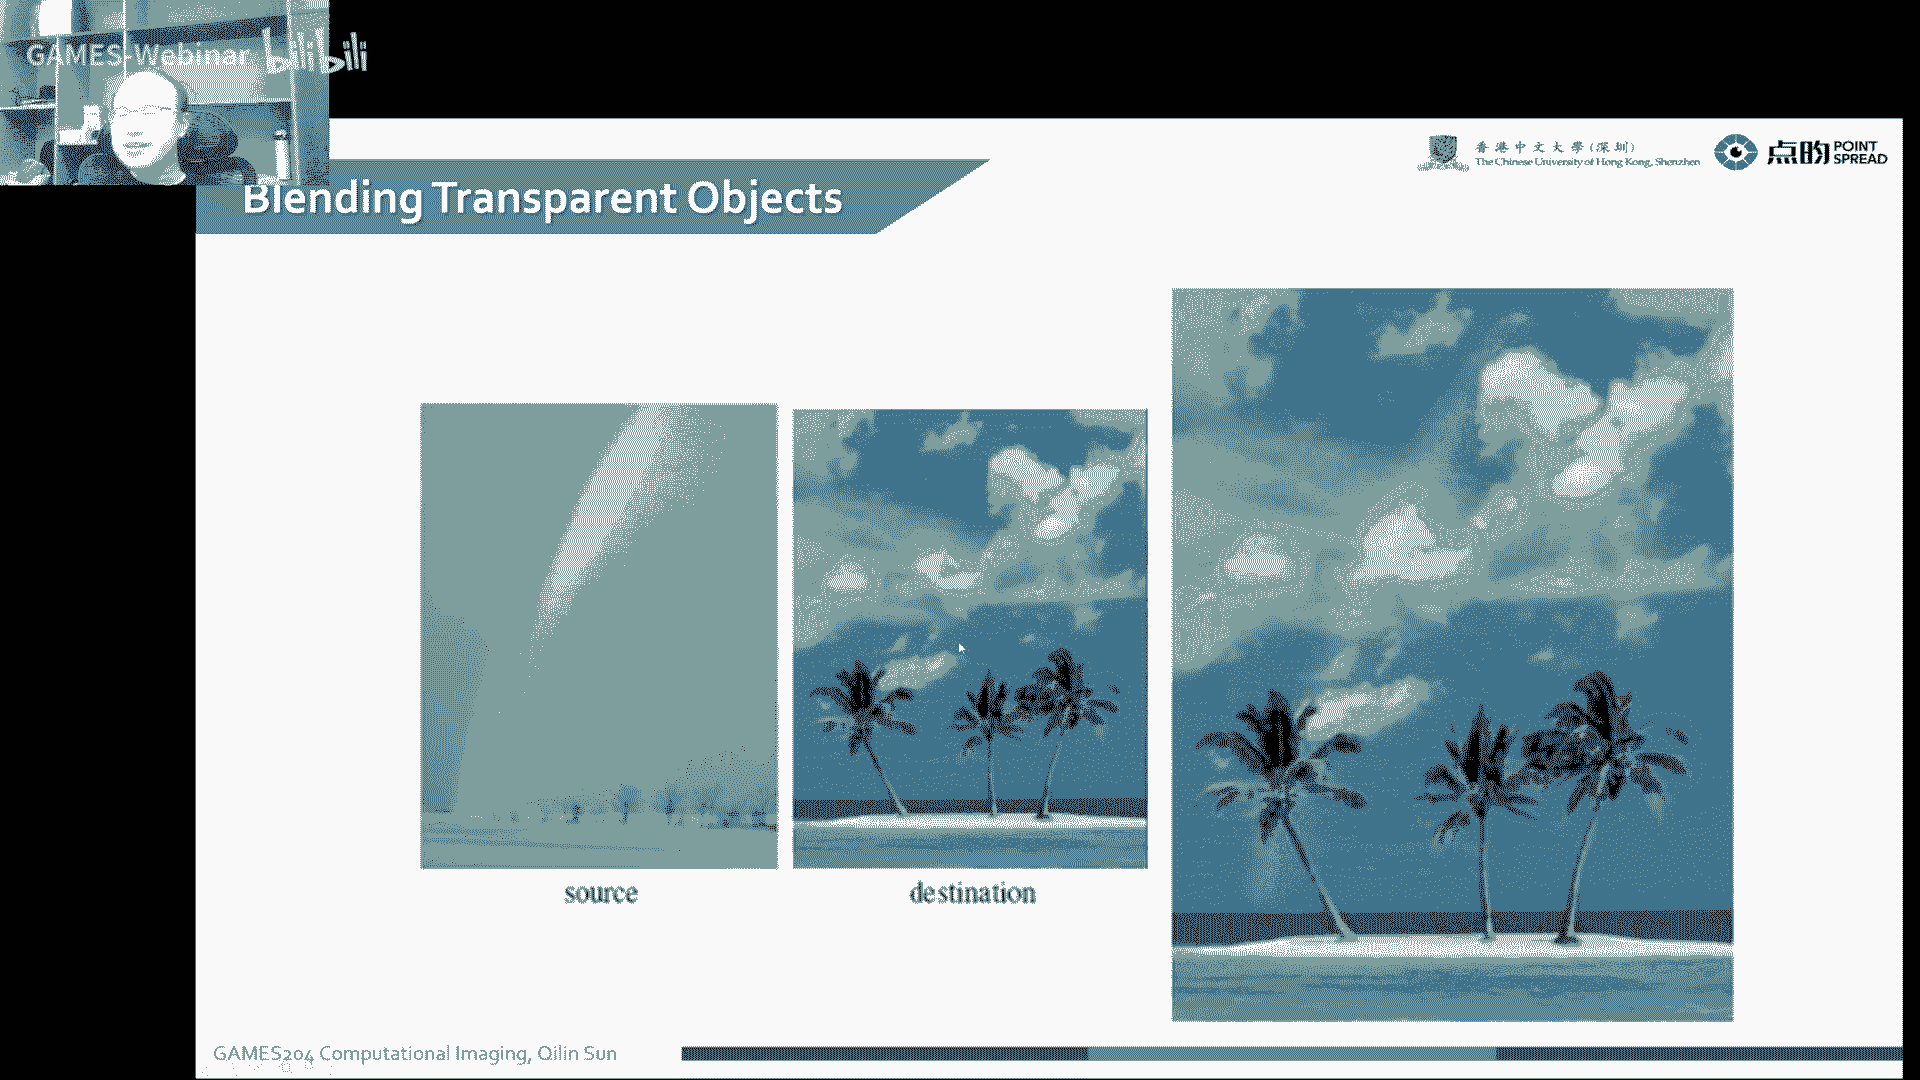 GAMES-Webinar bilibili
香港中文大學(深圳)
The Chinese University of Hong Kong, Shenzhen
点昀 POINT SPREAD
Blending Transparent Objects
source
destination
GAMES204 Computational Imaging, Qilin Sun